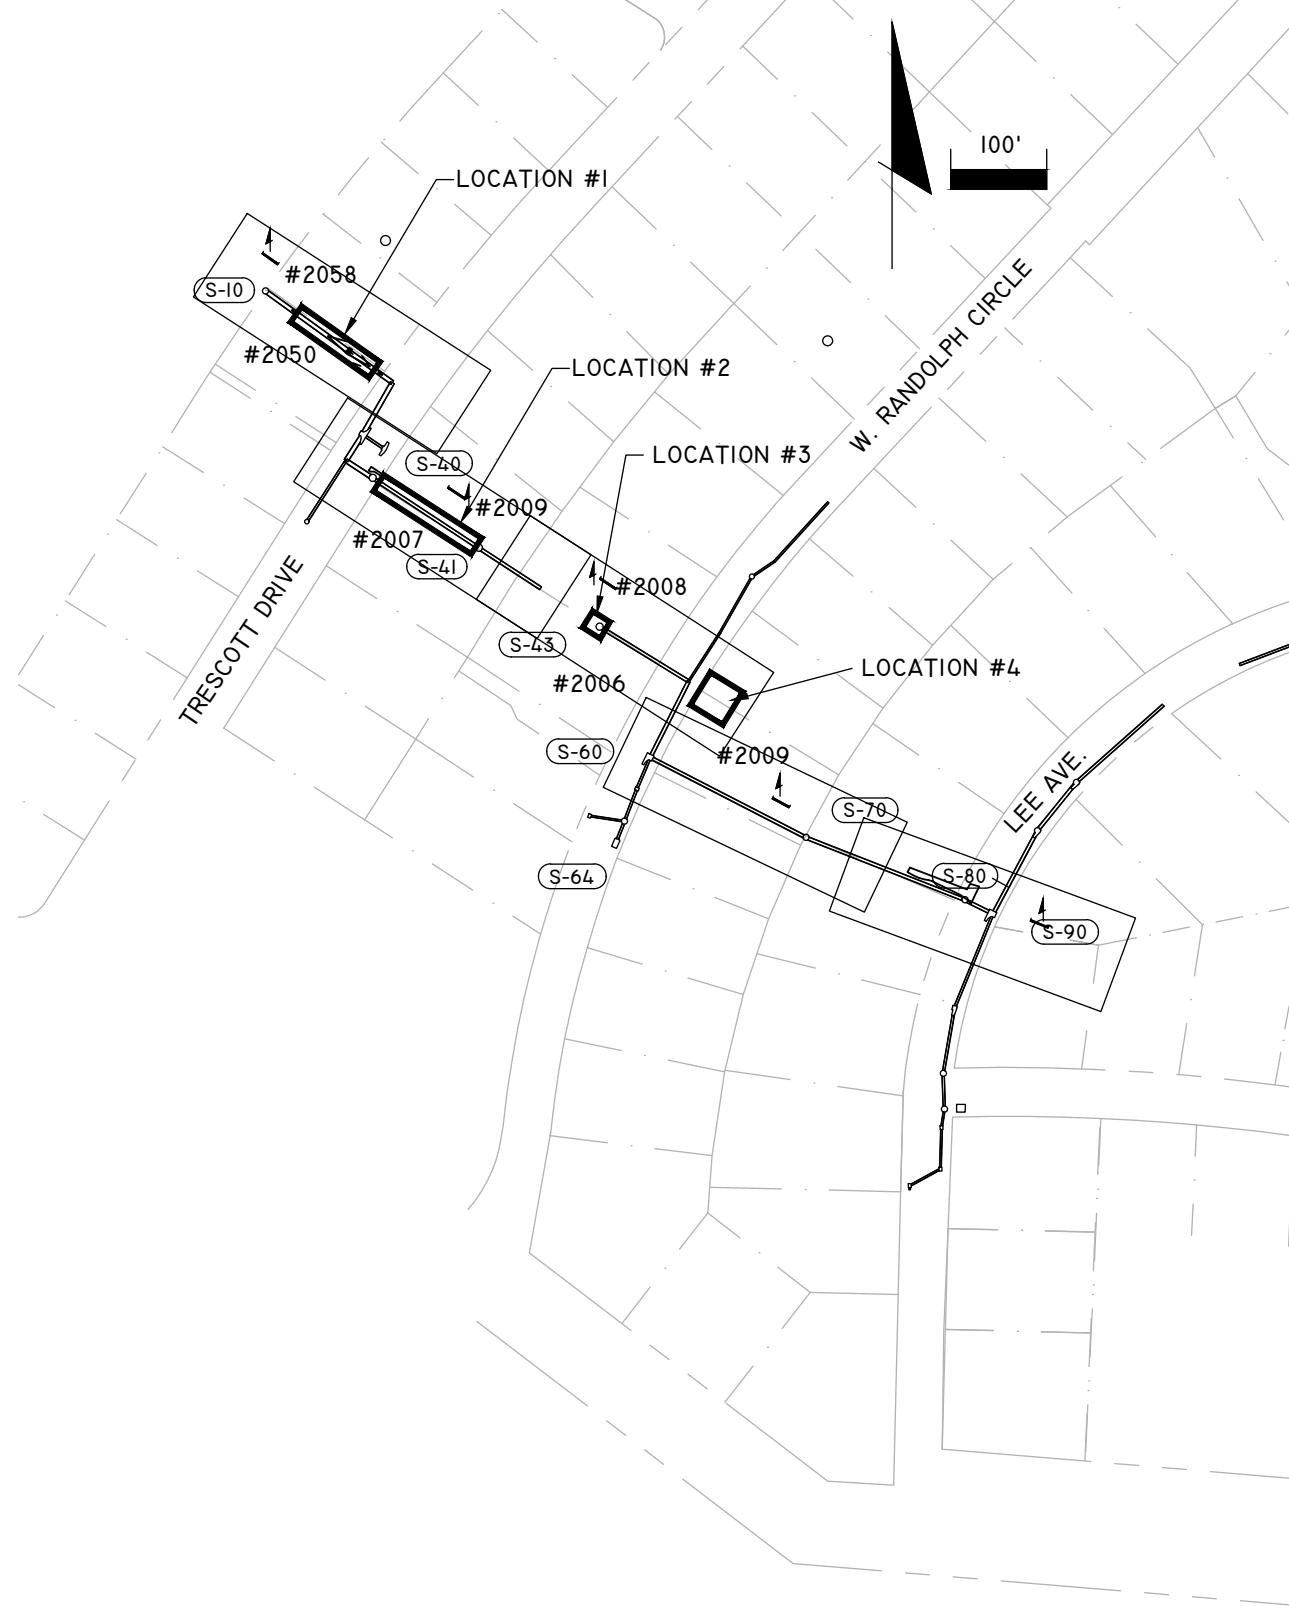 100'
LOCATION #1
#2058
S-10
#2050
LOCATION #2
W. RANDOLPH CIRCLE
LOCATION #3
S-40
#2009
#2007
S-41
#2008
S-43
LOCATION #4
#2006
TRESCOTT DRIVE
S-60
#2009
LEE AVE.
S-70
S-64
S-80
S-90